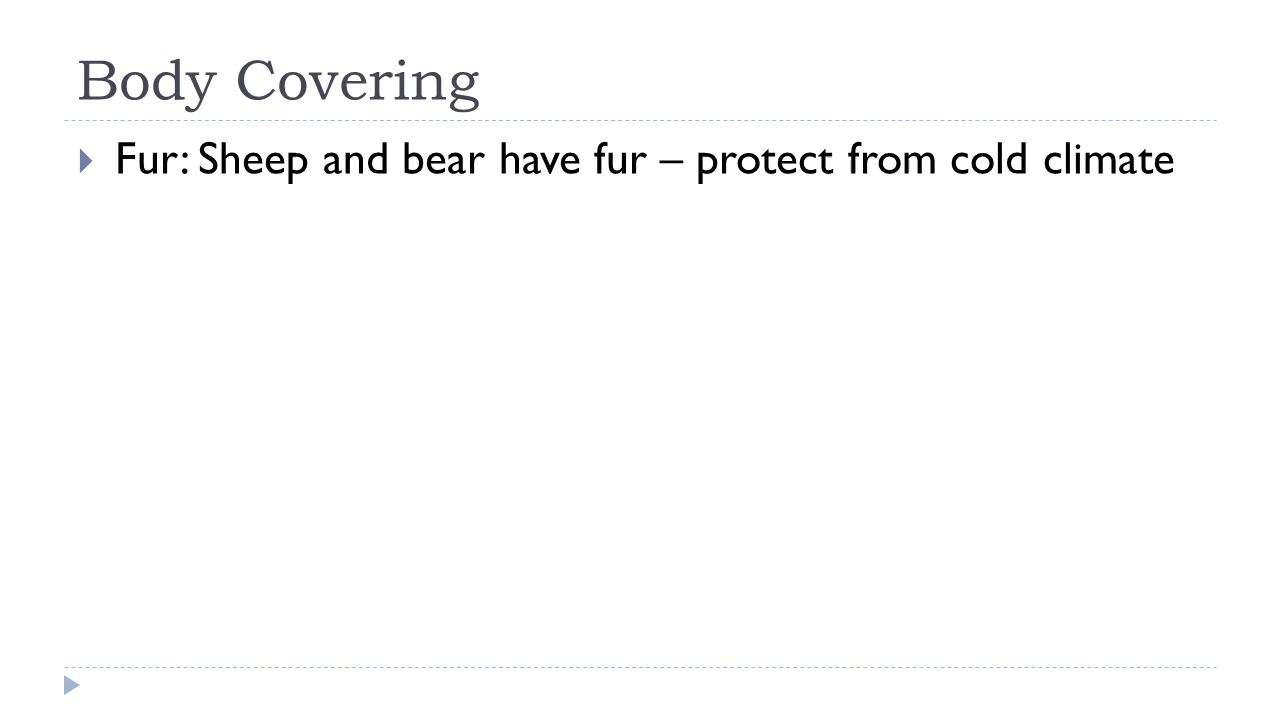 Body Covering
Fur: Sheep and bear have fur – protect from cold climate